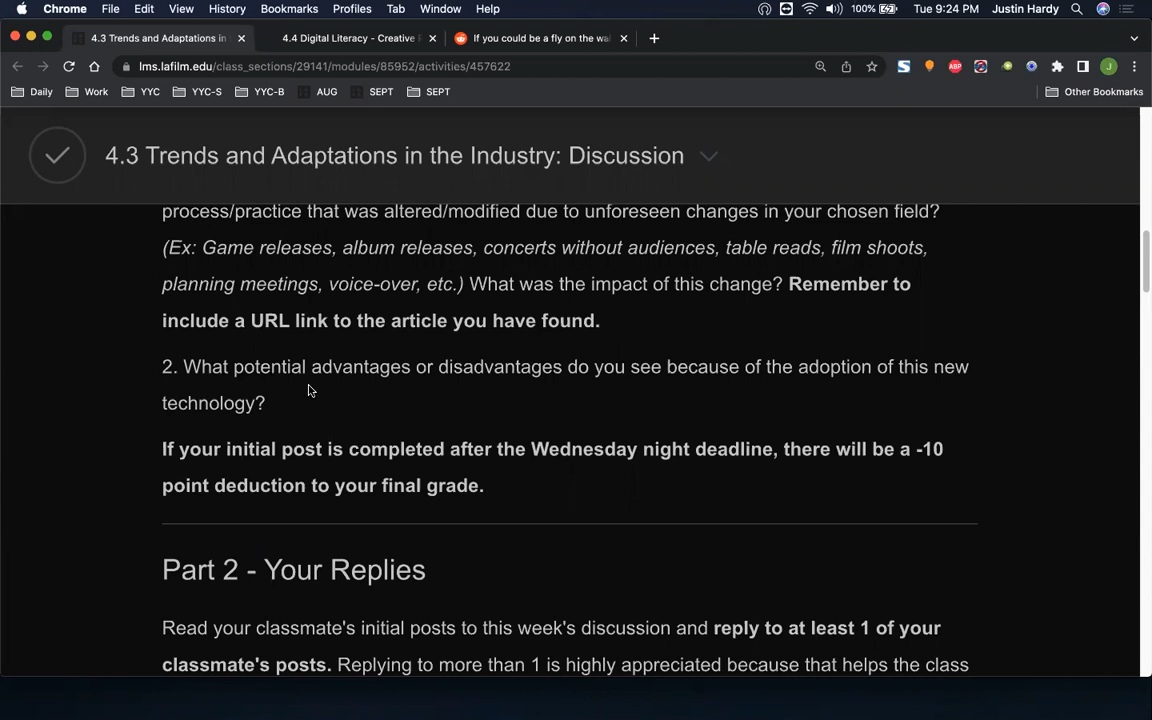 Chrome File Edit View History Bookmarks Profiles Tab Window Help 100% Tue 9:24 PM Justin Hardy
4.3 Trends and Adaptations in 4.4 Digital Literacy - Creative If you could be a fly on the wa
lms.lafilm.edu/class_sections/29141/modules/85952/activities/457622 ABP J
Daily Work YYC YYC-S YYC-B AUG SEPT SEPT Other Bookmarks
4.3 Trends and Adaptations in the Industry: Discussion
process/practice that was altered/modified due to unforeseen changes in your chosen field?
(Ex: Game releases, album releases, concerts without audiences, table reads, film shoots,
planning meetings, voice-over, etc.) What was the impact of this change? Remember to
include a URL link to the article you have found.
2. What potential advantages or disadvantages do you see because of the adoption of this new
technology?
If your initial post is completed after the Wednesday night deadline, there will be a -10
point deduction to your final grade.
Part 2 - Your Replies
Read your classmate's initial posts to this week's discussion and reply to at least 1 of your
classmate's posts. Replying to more than 1 is highly appreciated because that helps the class